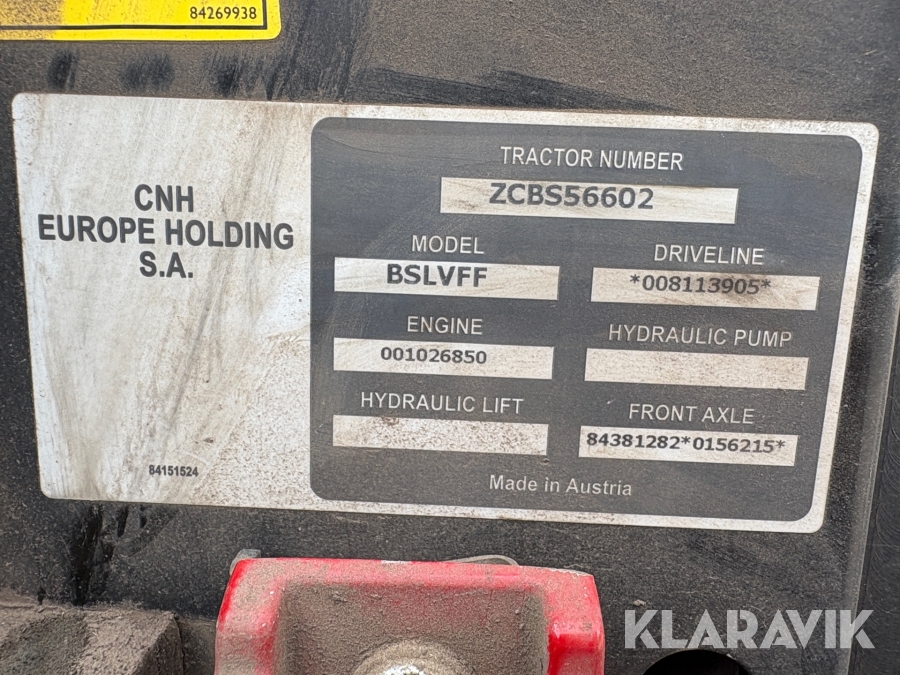 84269938
CNH
EUROPE HOLDING
S.A.
84151524
TRACTOR NUMBER
ZCBS56602
MODEL
BSLVFF
DRIVELINE
*008113905*
ENGINE
001026850
HYDRAULIC PUMP
HYDRAULIC LIFT
FRONT AXLE
84381282*0156215*
Made in Austria
KLARAVIK